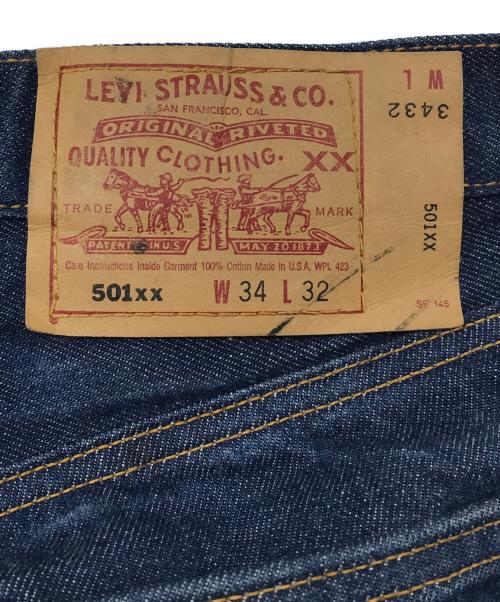 LEVI STRAUSS & CO.
SAN FRANCISCO, CAL.
ORIGINAL RIVETED
QUALITY CLOTHING. XX
TRADE MARK
PATENTED IN U.S. MAY 20 1873
Care Instructions Inside Garment 100% Cotton Made in U.S.A. WPL 423
501xx W 34 L 32
W L
3432
501XX
SF 145